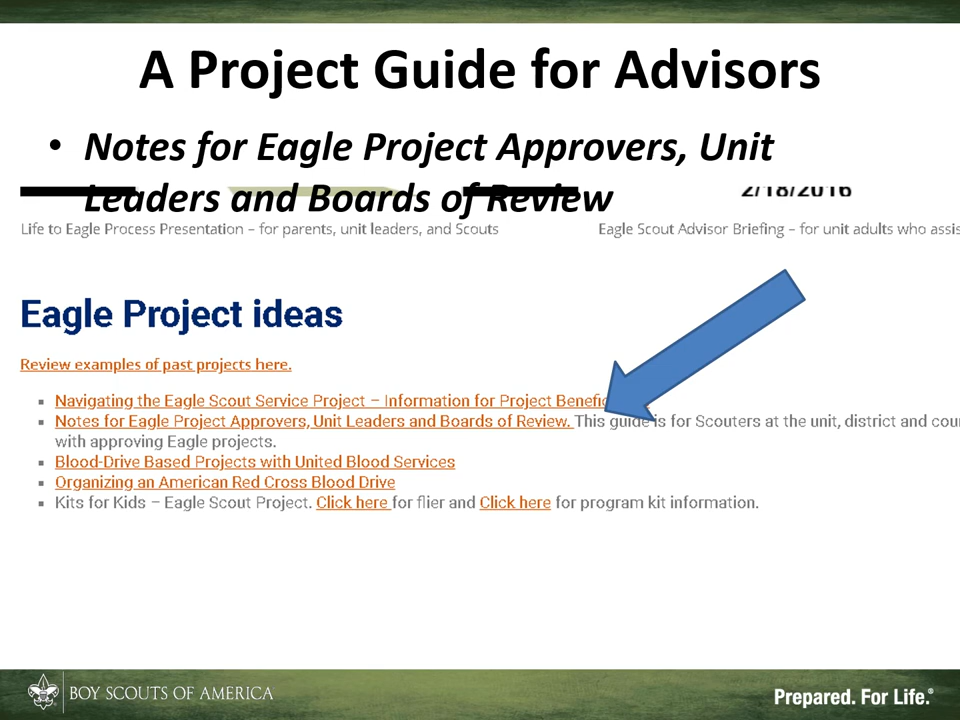 A Project Guide for Advisors
• Notes for Eagle Project Approvers, Unit
Leaders and Boards of Review
2/18/2016
Life to Eagle Process Presentation – for parents, unit leaders, and Scouts
Eagle Scout Advisor Briefing – for unit adults who
Eagle Project ideas
Review examples of past projects here.
Navigating the Eagle Scout Service Project – Information for Project
Notes for Eagle Project Approvers, Unit Leaders and Boards of Review. This guide is for Scouters at the unit, district and
with approving Eagle projects.
Blood-Drive Based Projects with United Blood Services
Organizing an American Red Cross Blood Drive
Kits for Kids – Eagle Scout Project. Click here for flier and Click here for program kit information.
BOY SCOUTS OF AMERICA
Prepared. For Life.®